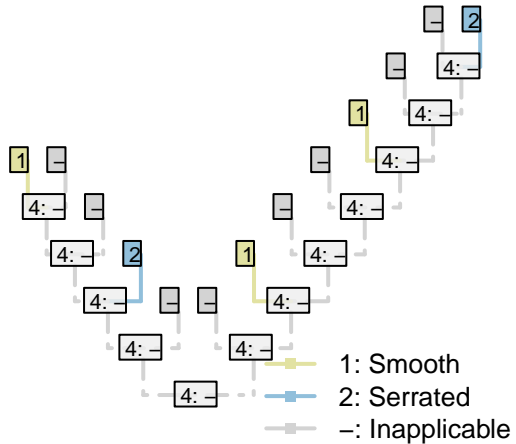 – 2
– 4: –
1 4: –
1 – – 4: –
4: – – – 4: –
4: – 2 1 4: –
4: – – – 4: –
4: – 4: –
4: –
1: Smooth
2: Serrated
–: Inapplicable